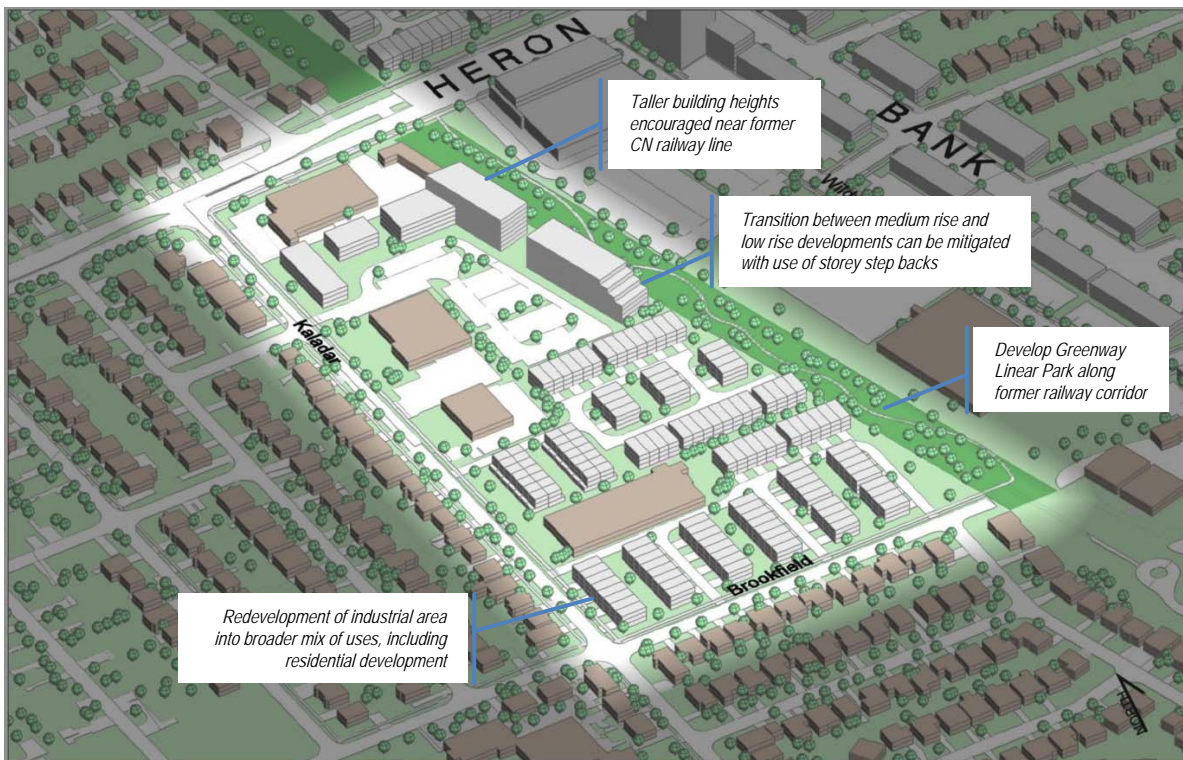 HERON
BANK
Taller building heights
encouraged near former
CN railway line
Transition between medium rise and
low rise developments can be mitigated
with use of storey step backs
Kaladar
Develop Greenway
Linear Park along
former railway corridor
Brookfield
Redevelopment of industrial area
into broader mix of uses, including
residential development
North